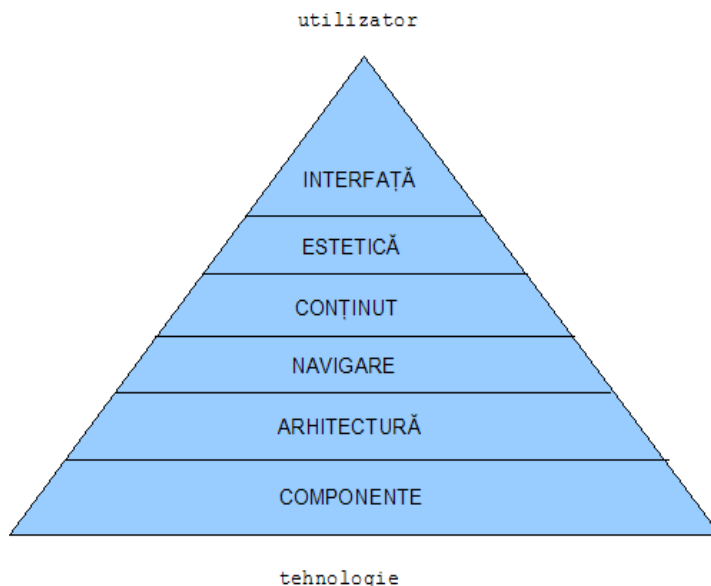 utilizator
INTERFAȚĂ
ESTETICĂ
CONȚINUT
NAVIGARE
ARHITECTURĂ
COMPONENTE
tehnologie